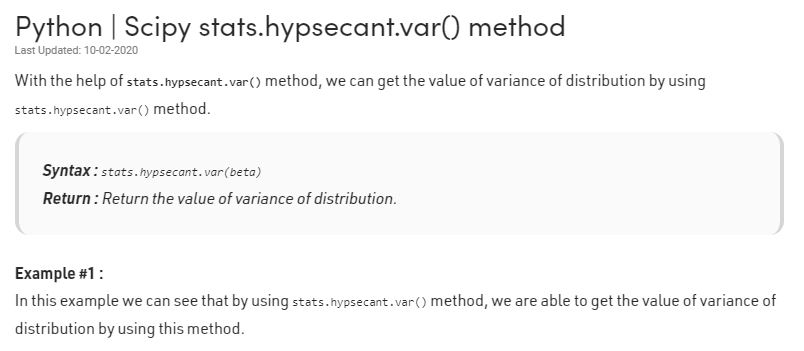 Python | Scipy stats.hypsecant.var() method
Last Updated: 10-02-2020
With the help of stats.hypsecant.var() method, we can get the value of variance of distribution by using
stats.hypsecant.var() method.
Syntax : stats.hypsecant.var(beta)
Return : Return the value of variance of distribution.
Example #1 :
In this example we can see that by using stats.hypsecant.var() method, we are able to get the value of variance of
distribution by using this method.